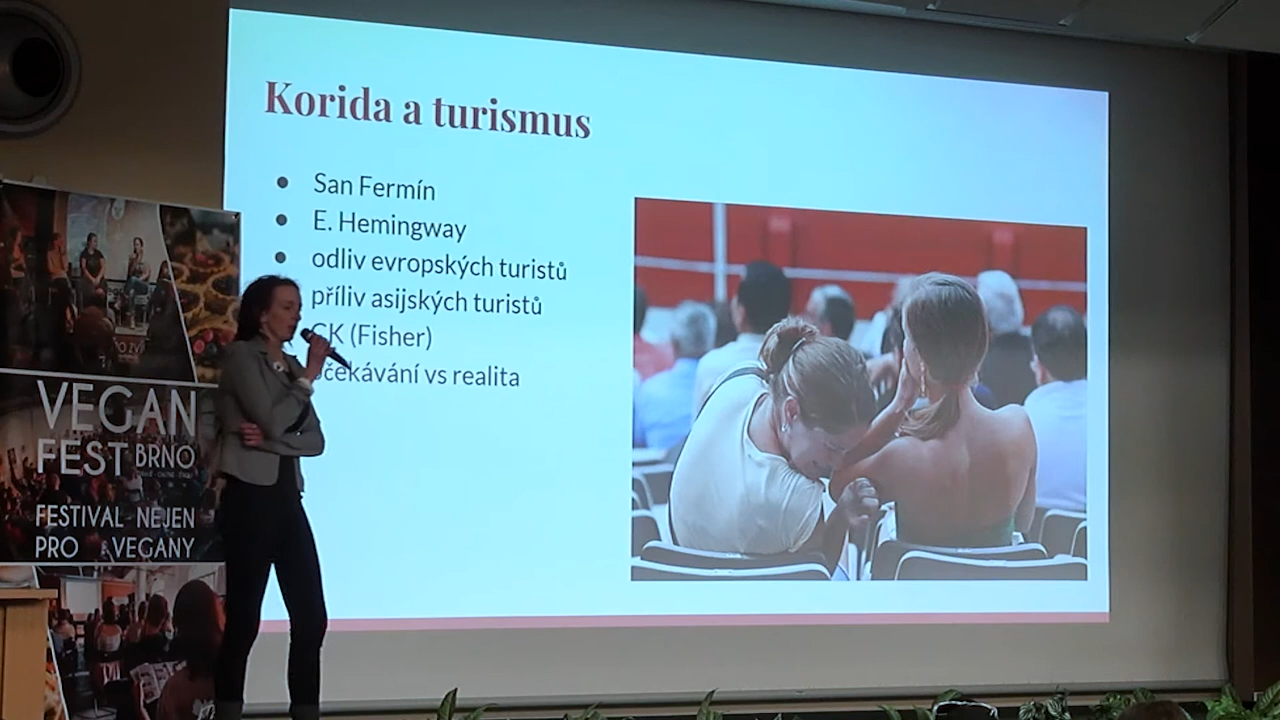 Korida a turismus
San Fermín
E. Hemingway
odliv evropských turistů
příliv asijských turistů
CK (Fisher)
očekávání vs realita
VEGAN
FEST BRNO
FESTIVAL NEJEN
PRO VEGANY